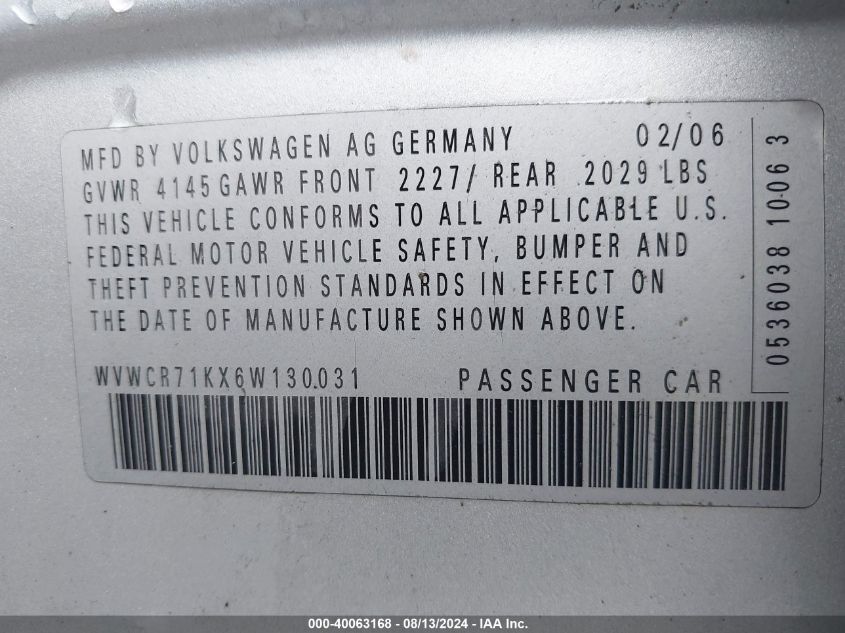 MFD BY VOLKSWAGEN AG GERMANY 02/06
GVWR 4145 GAWR FRONT 2227/ REAR 2029 LBS
THIS VEHICLE CONFORMS TO ALL APPLICABLE U.S.
FEDERAL MOTOR VEHICLE SAFETY, BUMPER AND
THEFT PREVENTION STANDARDS IN EFFECT ON
THE DATE OF MANUFACTURE SHOWN ABOVE.
WVWCR71KX6W130031 PASSENGER CAR
0536038 1006 3
000-40063168 - 08/13/2024 - IAA Inc.